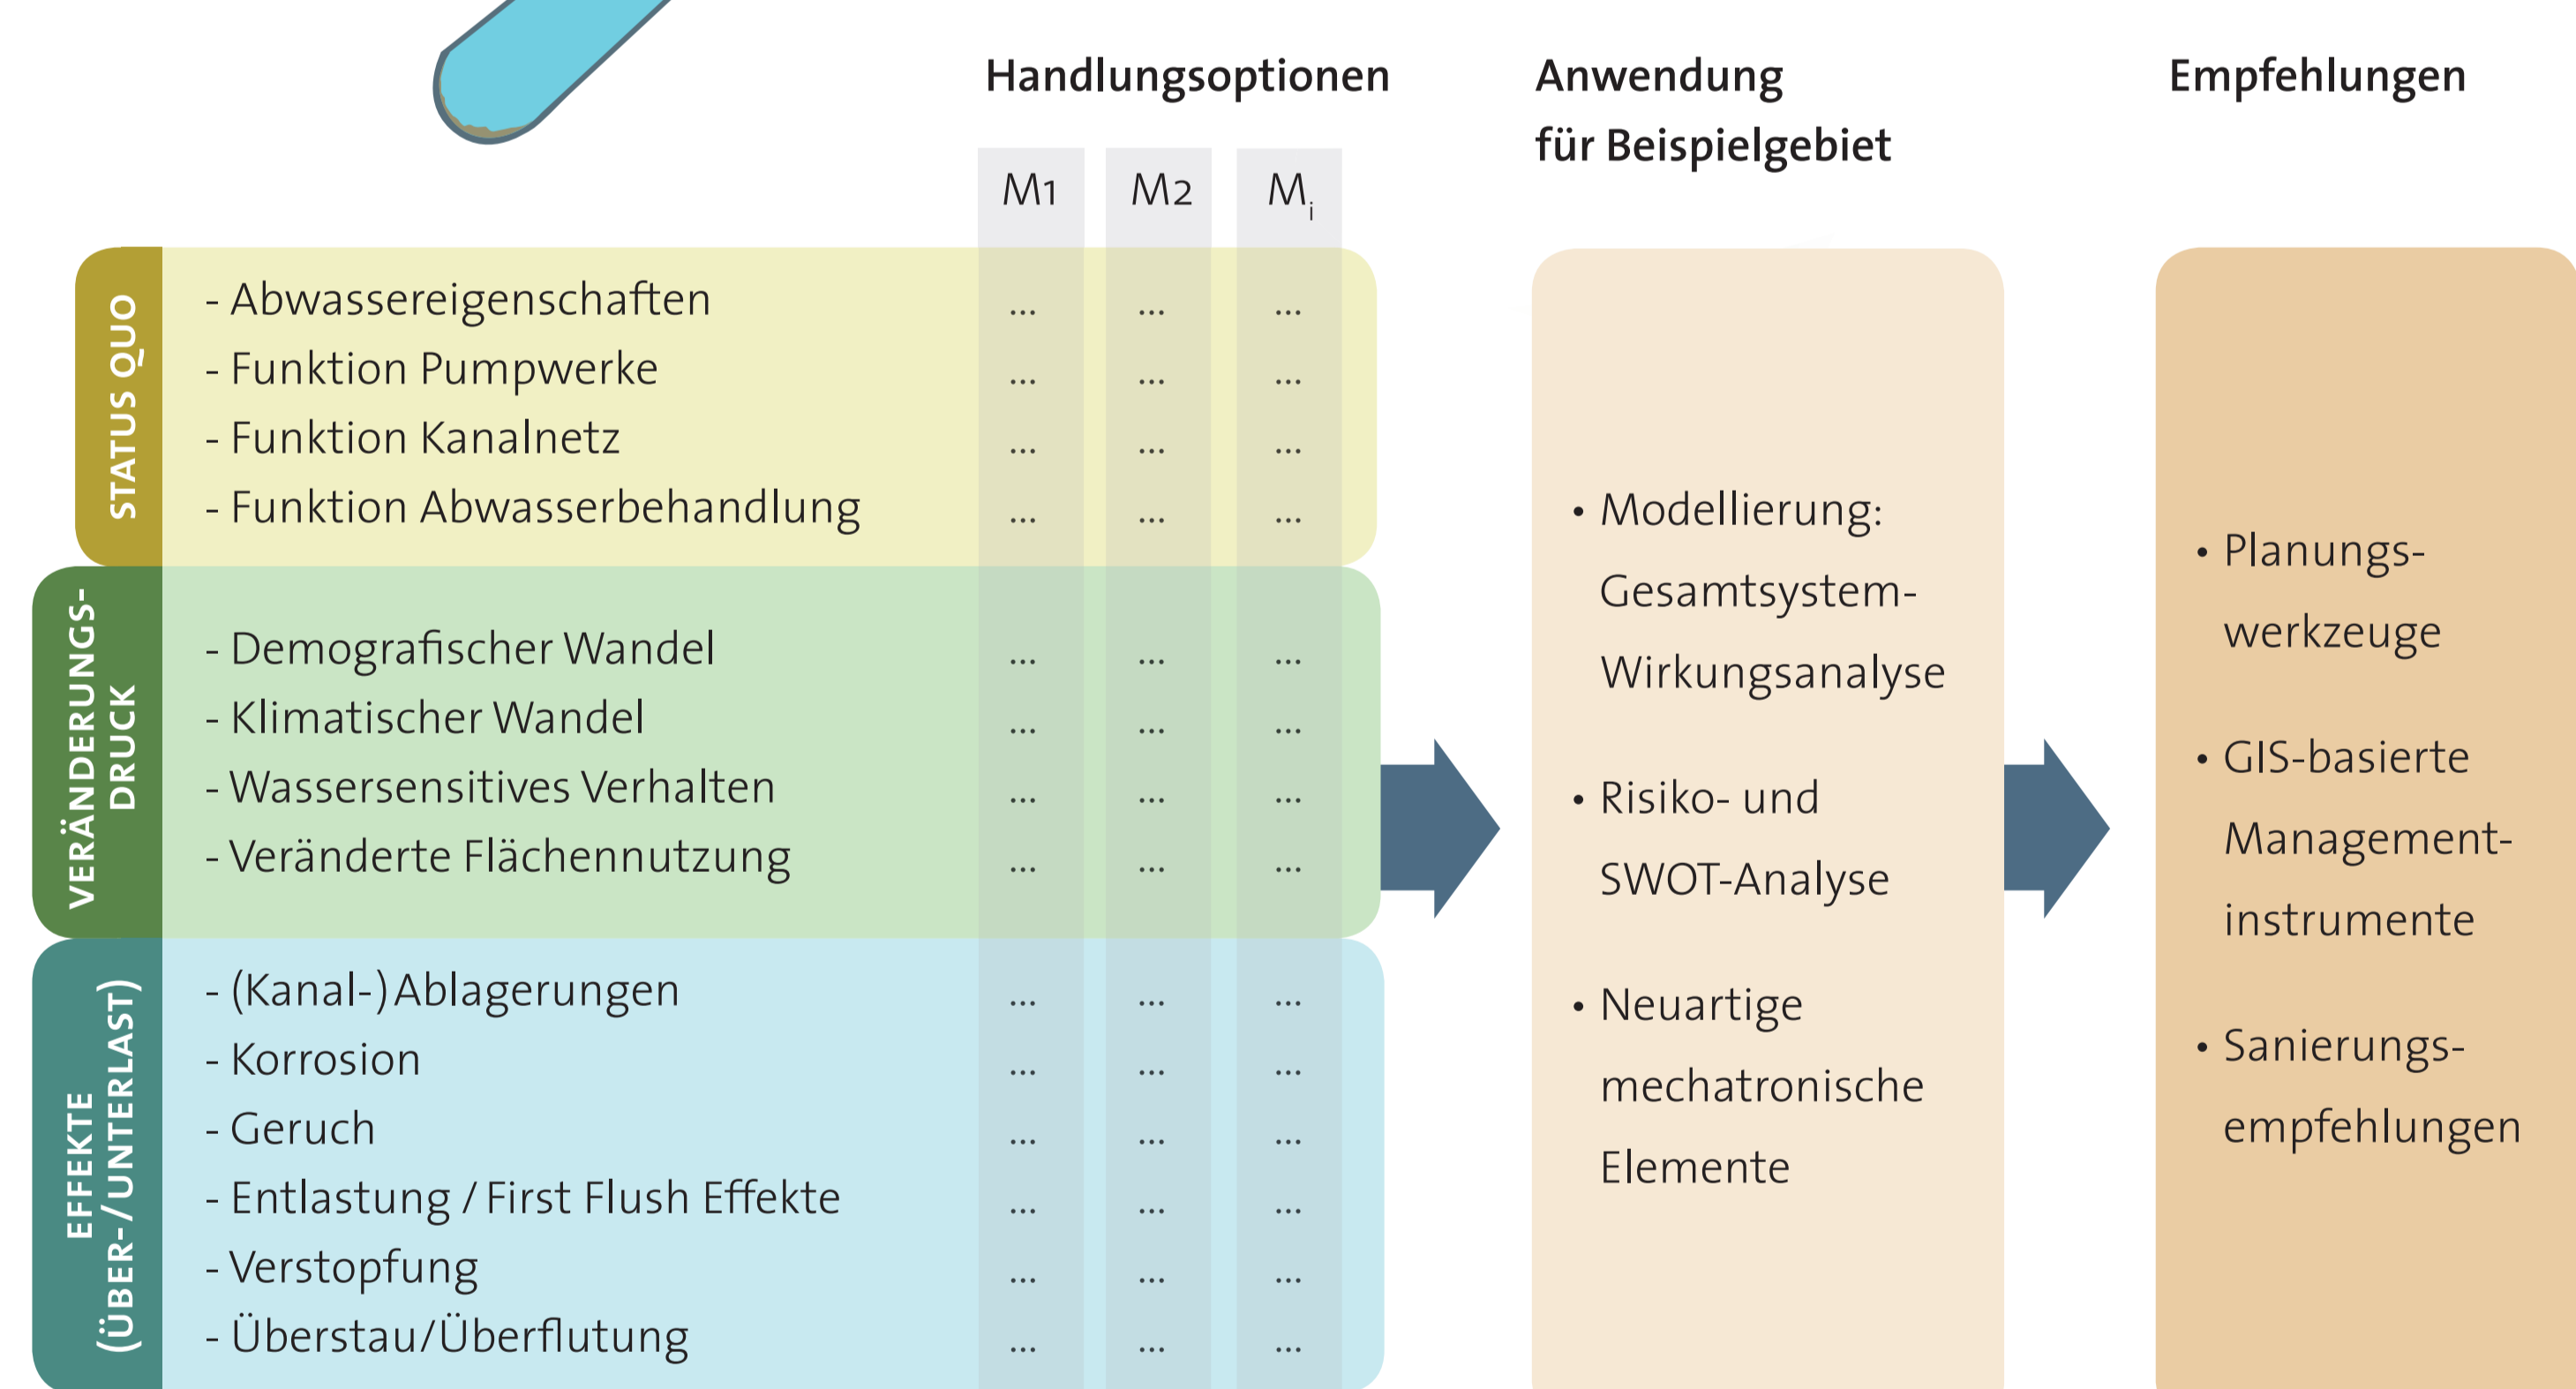 Handlungsoptionen
Anwendung
für Beispielgebiet
Empfehlungen
M1 M2 Mi
STATUS QUO
- Abwassereigenschaften ... ... ...
- Funktion Pumpwerke ... ... ...
- Funktion Kanalnetz ... ... ...
- Funktion Abwasserbehandlung ... ... ...
VERÄNDERUNGS-
DRUCK
- Demografischer Wandel ... ... ...
- Klimatischer Wandel ... ... ...
- Wassersensitives Verhalten ... ... ...
- Veränderte Flächennutzung ... ... ...
EFFEKTE
(ÜBER-/UNTERLAST)
- (Kanal-)Ablagerungen ... ... ...
- Korrosion ... ... ...
- Geruch ... ... ...
- Entlastung / First Flush Effekte ... ... ...
- Verstopfung ... ... ...
- Überstau/Überflutung ... ... ...
• Modellierung:
Gesamtsystem-
Wirkungsanalyse
• Risiko- und
SWOT-Analyse
• Neuartige
mechatronische
Elemente
• Planungs-
werkzeuge
• GIS-basierte
Management-
instrumente
• Sanierungs-
empfehlungen